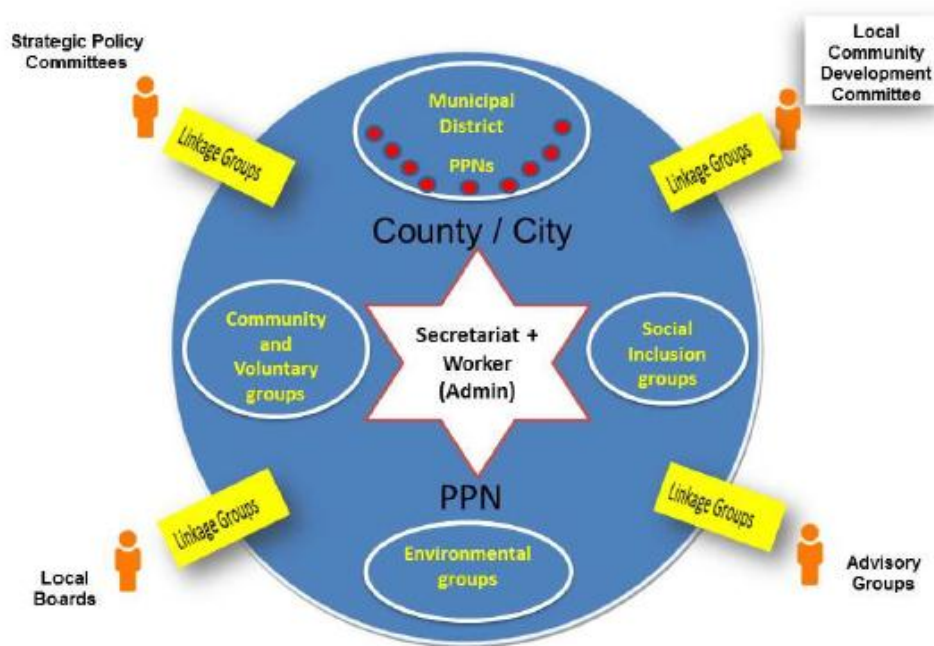 Strategic Policy
Committees
Local
Community
Development
Committee
Linkage Groups
Municipal
District
PPNs
Linkage Groups
County / City
Community
and
Voluntary
groups
Secretariat +
Worker
(Admin)
Social
Inclusion
groups
PPN
Linkage Groups
Linkage Groups
Environmental
groups
Local
Boards
Advisory
Groups